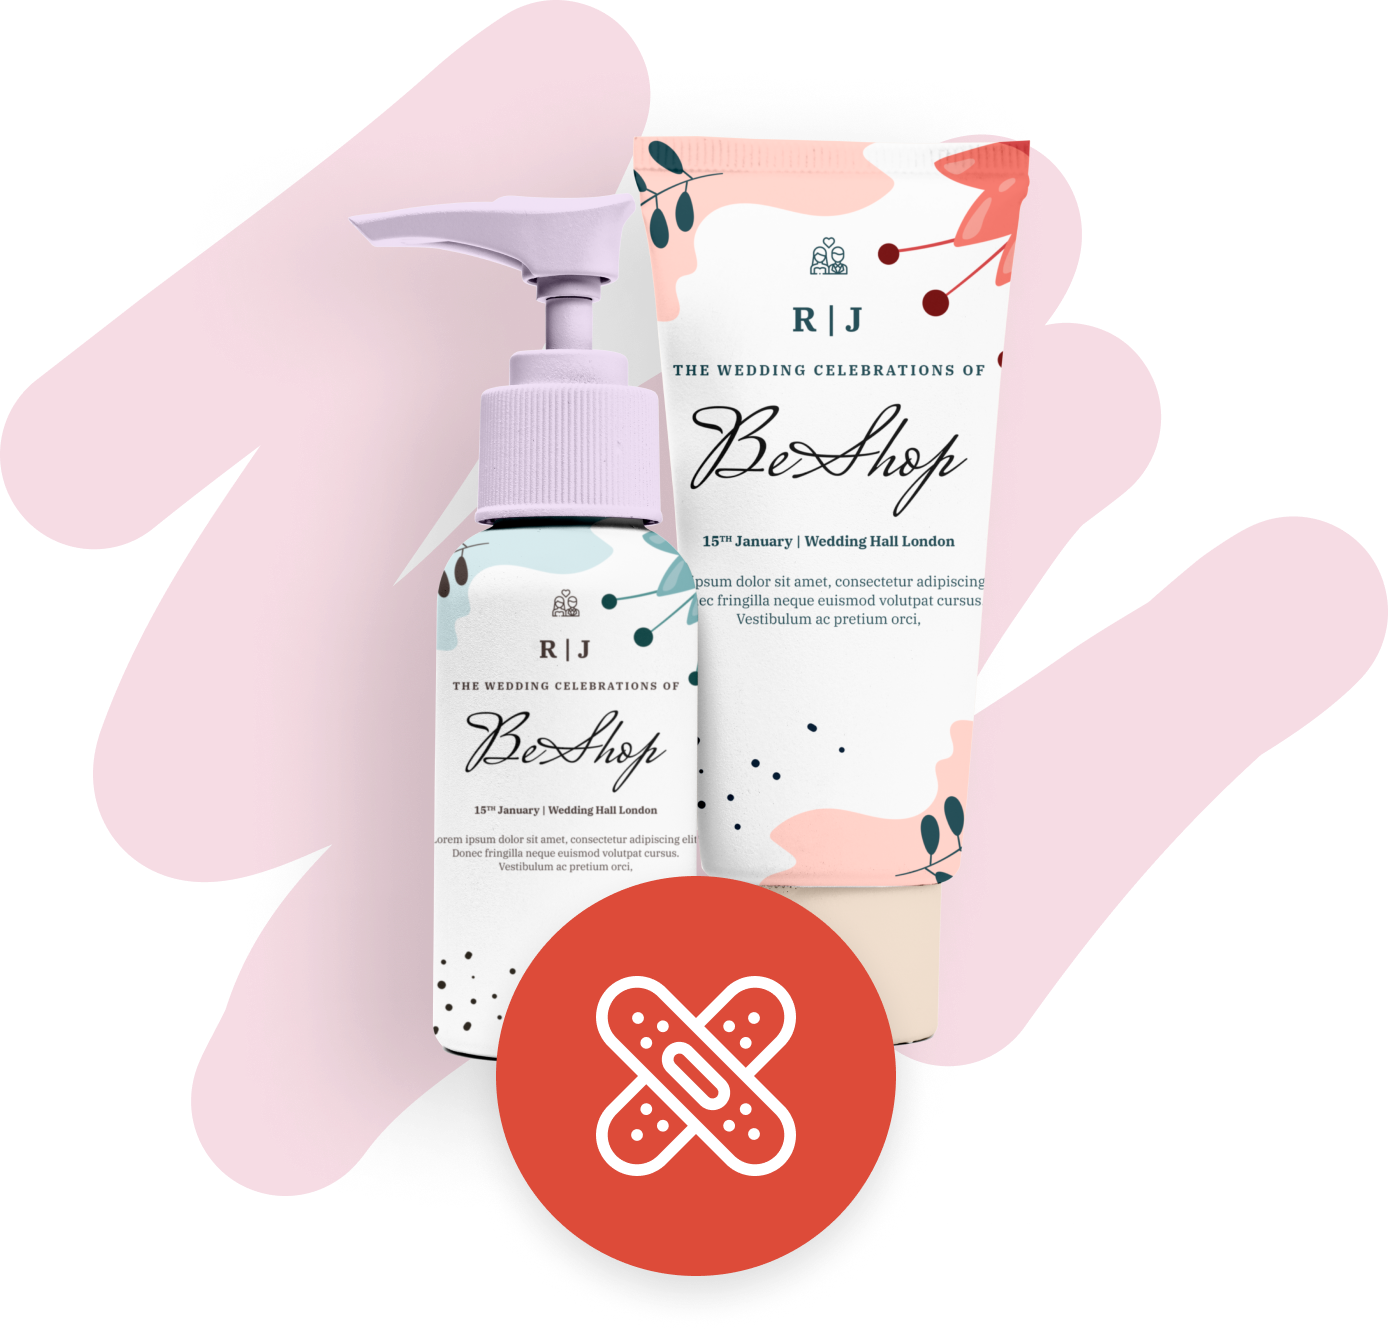 R | J
THE WEDDING CELEBRATIONS OF
BeShop
15TH January | Wedding Hall London
ipsum dolor sit amet, consectetur adipiscing
ec fringilla neque euismod volutpat cursus.
Vestibulum ac pretium orci,
R | J
THE WEDDING CELEBRATIONS OF
BeShop
15TH January | Wedding Hall London
Lorem ipsum dolor sit amet, consectetur adipiscing elit
Donec fringilla neque euismod volutpat cursus.
Vestibulum ac pretium orci,